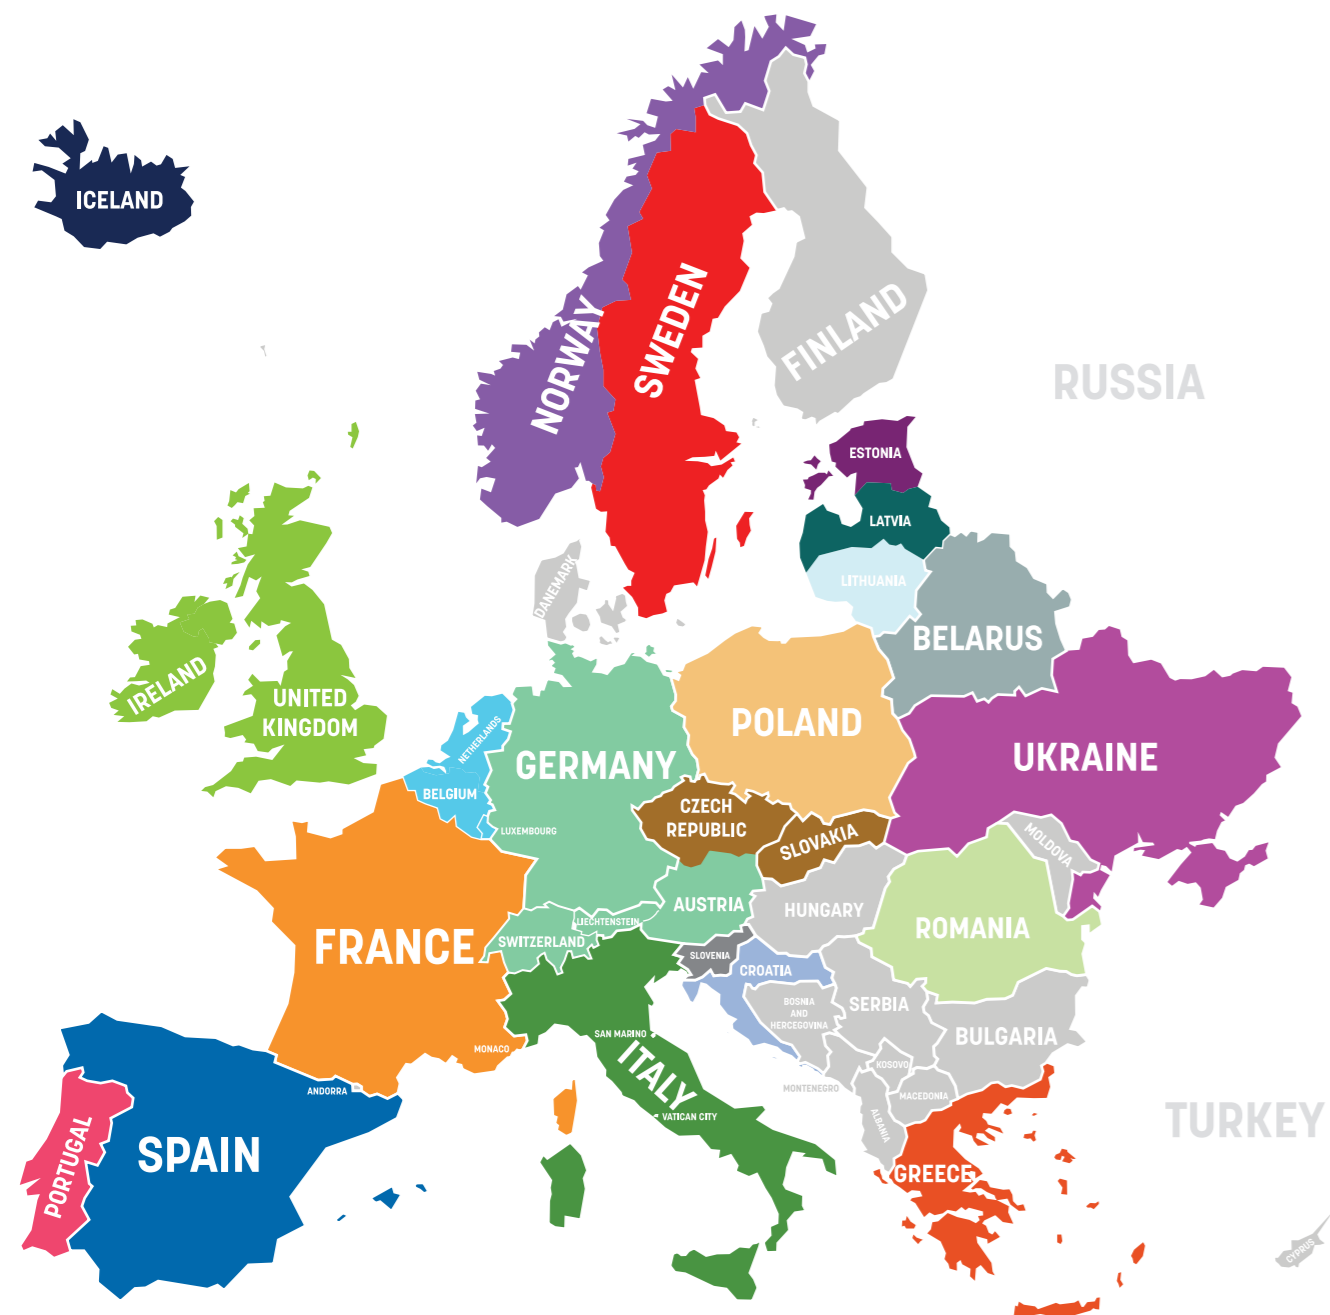 ICELAND
NORWAY
SWEDEN
FINLAND
RUSSIA
ESTONIA
LATVIA
LITHUANIA
DANEMARK
BELARUS
IRELAND
UNITED
KINGDOM
NETHERLANDS
BELGIUM
LUXEMBOURG
GERMANY
POLAND
UKRAINE
CZECH
REPUBLIC
SLOVAKIA
MOLDOVA
FRANCE
SWITZERLAND
LIECHTENSTEIN
AUSTRIA
HUNGARY
ROMANIA
SLOVENIA
CROATIA
BOSNIA
AND
HERCEGOVINA
SERBIA
BULGARIA
MONACO
SAN MARINO
ITALY
VATICAN CITY
MONTENEGRO
KOSOVO
MACEDONIA
ALBANIA
ANDORRA
PORTUGAL
SPAIN
GREECE
TURKEY
CYPRUS